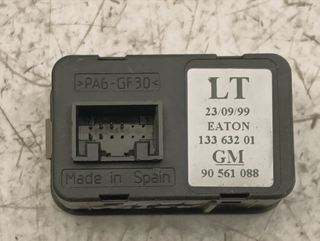 >PA6-GF30<
Made in Spain
LT
23/09/99
EATON
133 632 01
GM
90 561 088